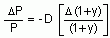 ΔP/P = -D [Δ(1+y)/(1+y)]